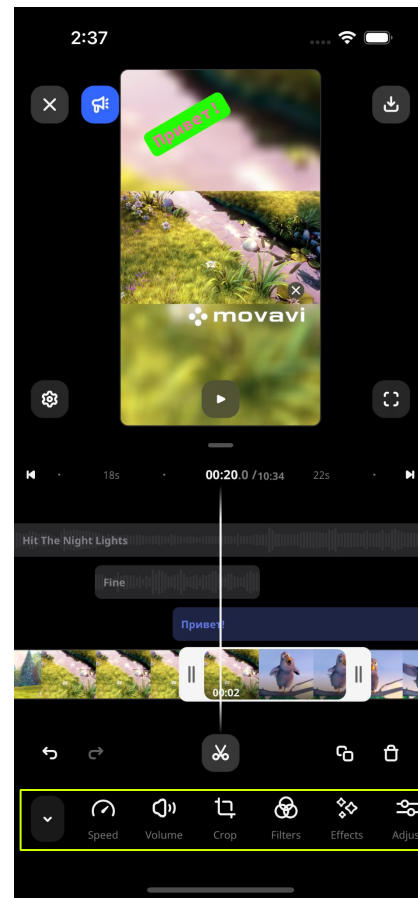 2:37
Привет!
movavi
18s
00:20.0 /10:34
22s
Hit The Night Lights
Fine
Привет!
00:02
Speed
Volume
Crop
Filters
Effects
Adjus